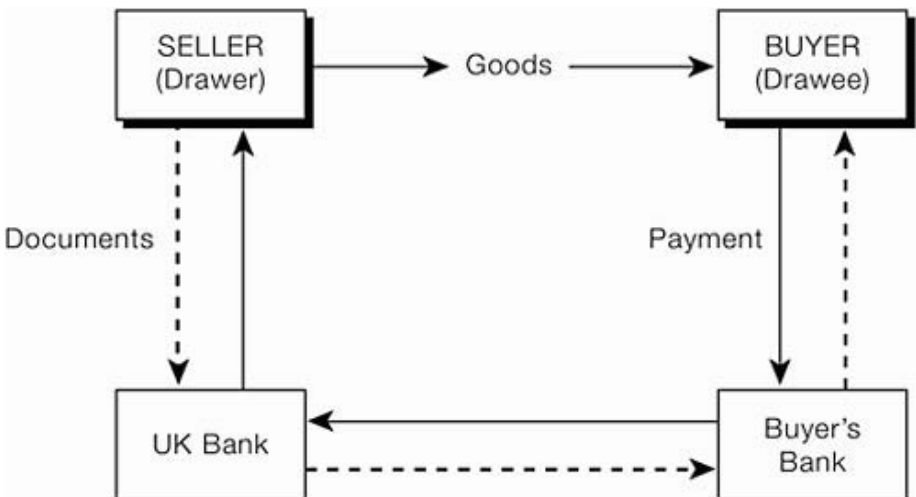 SELLER
(Drawer)
Goods
BUYER
(Drawee)
Documents
Payment
UK Bank
Buyer's
Bank